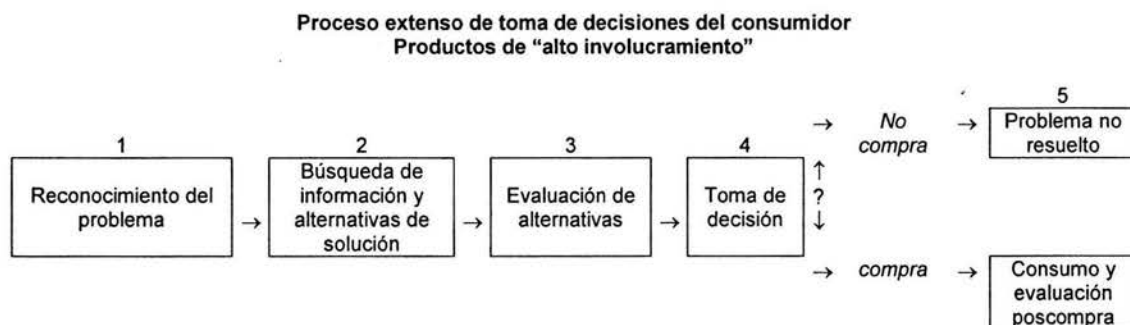 Proceso extenso de toma de decisiones del consumidor
Productos de “alto involucramiento”
1
Reconocimiento del
problema
→
2
Búsqueda de
información y
alternativas de
solución
→
3
Evaluación de
alternativas
→
4
Toma de
decisión
↑
?
↓
→
No
compra
→
5
Problema no
resuelto
→
compra
→
Consumo y
evaluación
poscompra